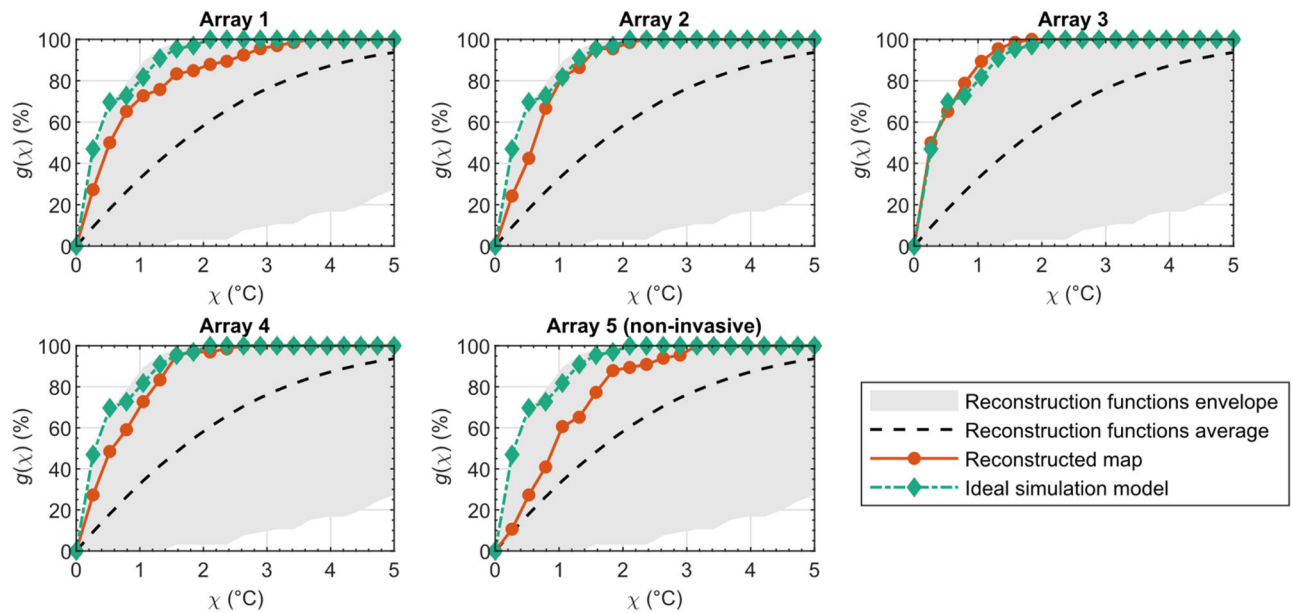 Array 1
100
80
60
40
20
0
g(χ) (%)
0 1 2 3 4 5
χ (°C)
Array 2
100
80
60
40
20
0
g(χ) (%)
0 1 2 3 4 5
χ (°C)
Array 3
100
80
60
40
20
0
g(χ) (%)
0 1 2 3 4 5
χ (°C)
Array 4
100
80
60
40
20
0
g(χ) (%)
0 1 2 3 4 5
χ (°C)
Array 5 (non-invasive)
100
80
60
40
20
0
g(χ) (%)
0 1 2 3 4 5
χ (°C)
Reconstruction functions envelope
Reconstruction functions average
Reconstructed map
Ideal simulation model